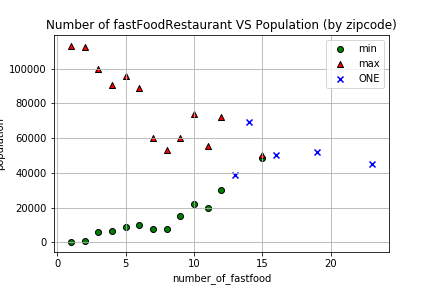 Number of fastFoodRestaurant VS Population (by zipcode)
min
max
ONE
100000
80000
60000
40000
20000
0
population
0
5
10
15
20
number_of_fastfood